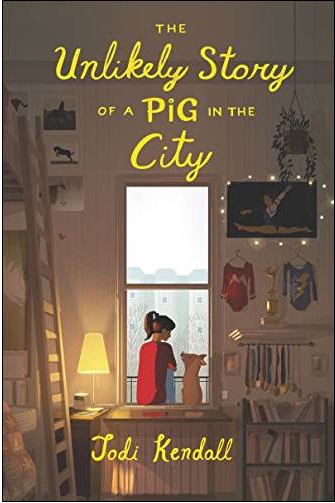 THE
Unlikely Story
OF A PiG IN THE
City
Jodi Kendall